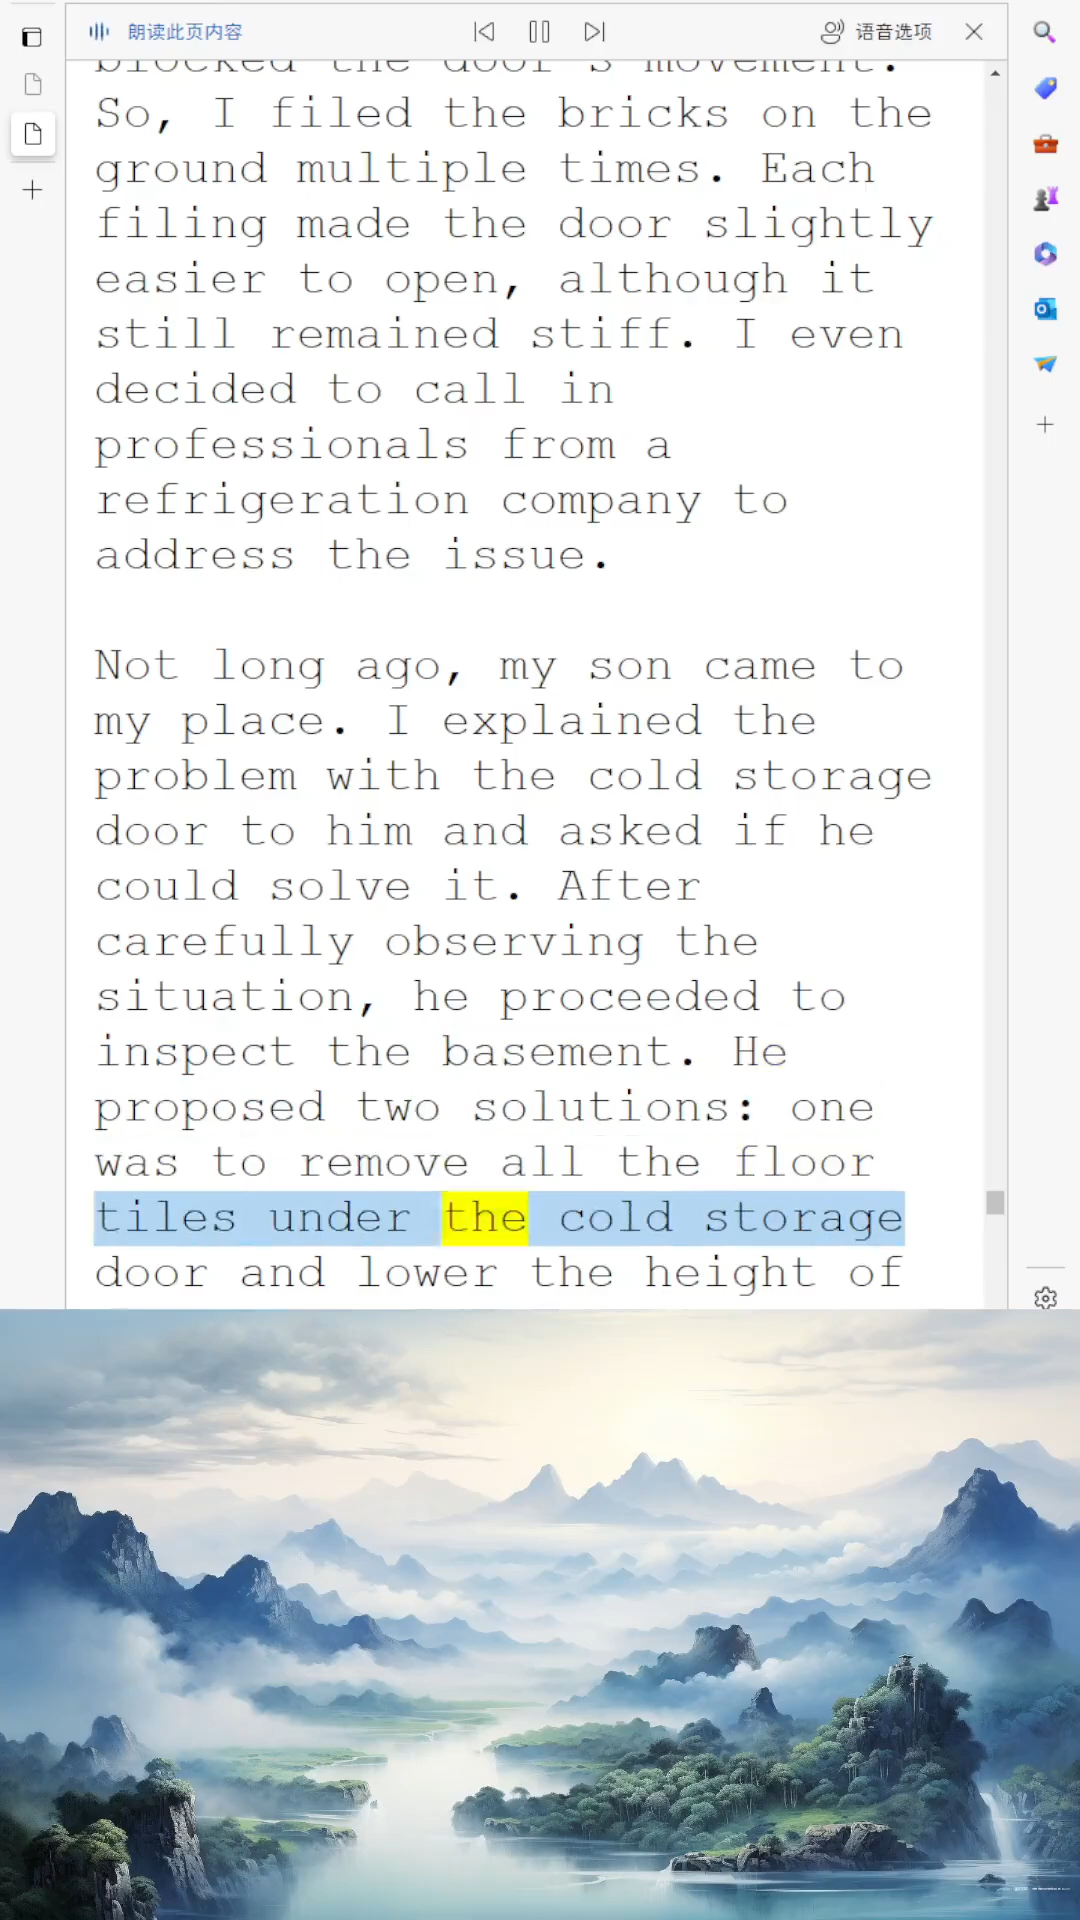 朗读此页内容
语音选项
blocked the door's movement.
So, I filed the bricks on the
ground multiple times. Each
filing made the door slightly
easier to open, although it
still remained stiff. I even
decided to call in
professionals from a
refrigeration company to
address the issue.
Not long ago, my son came to
my place. I explained the
problem with the cold storage
door to him and asked if he
could solve it. After
carefully observing the
situation, he proceeded to
inspect the basement. He
proposed two solutions: one
was to remove all the floor
tiles under the cold storage
door and lower the height of